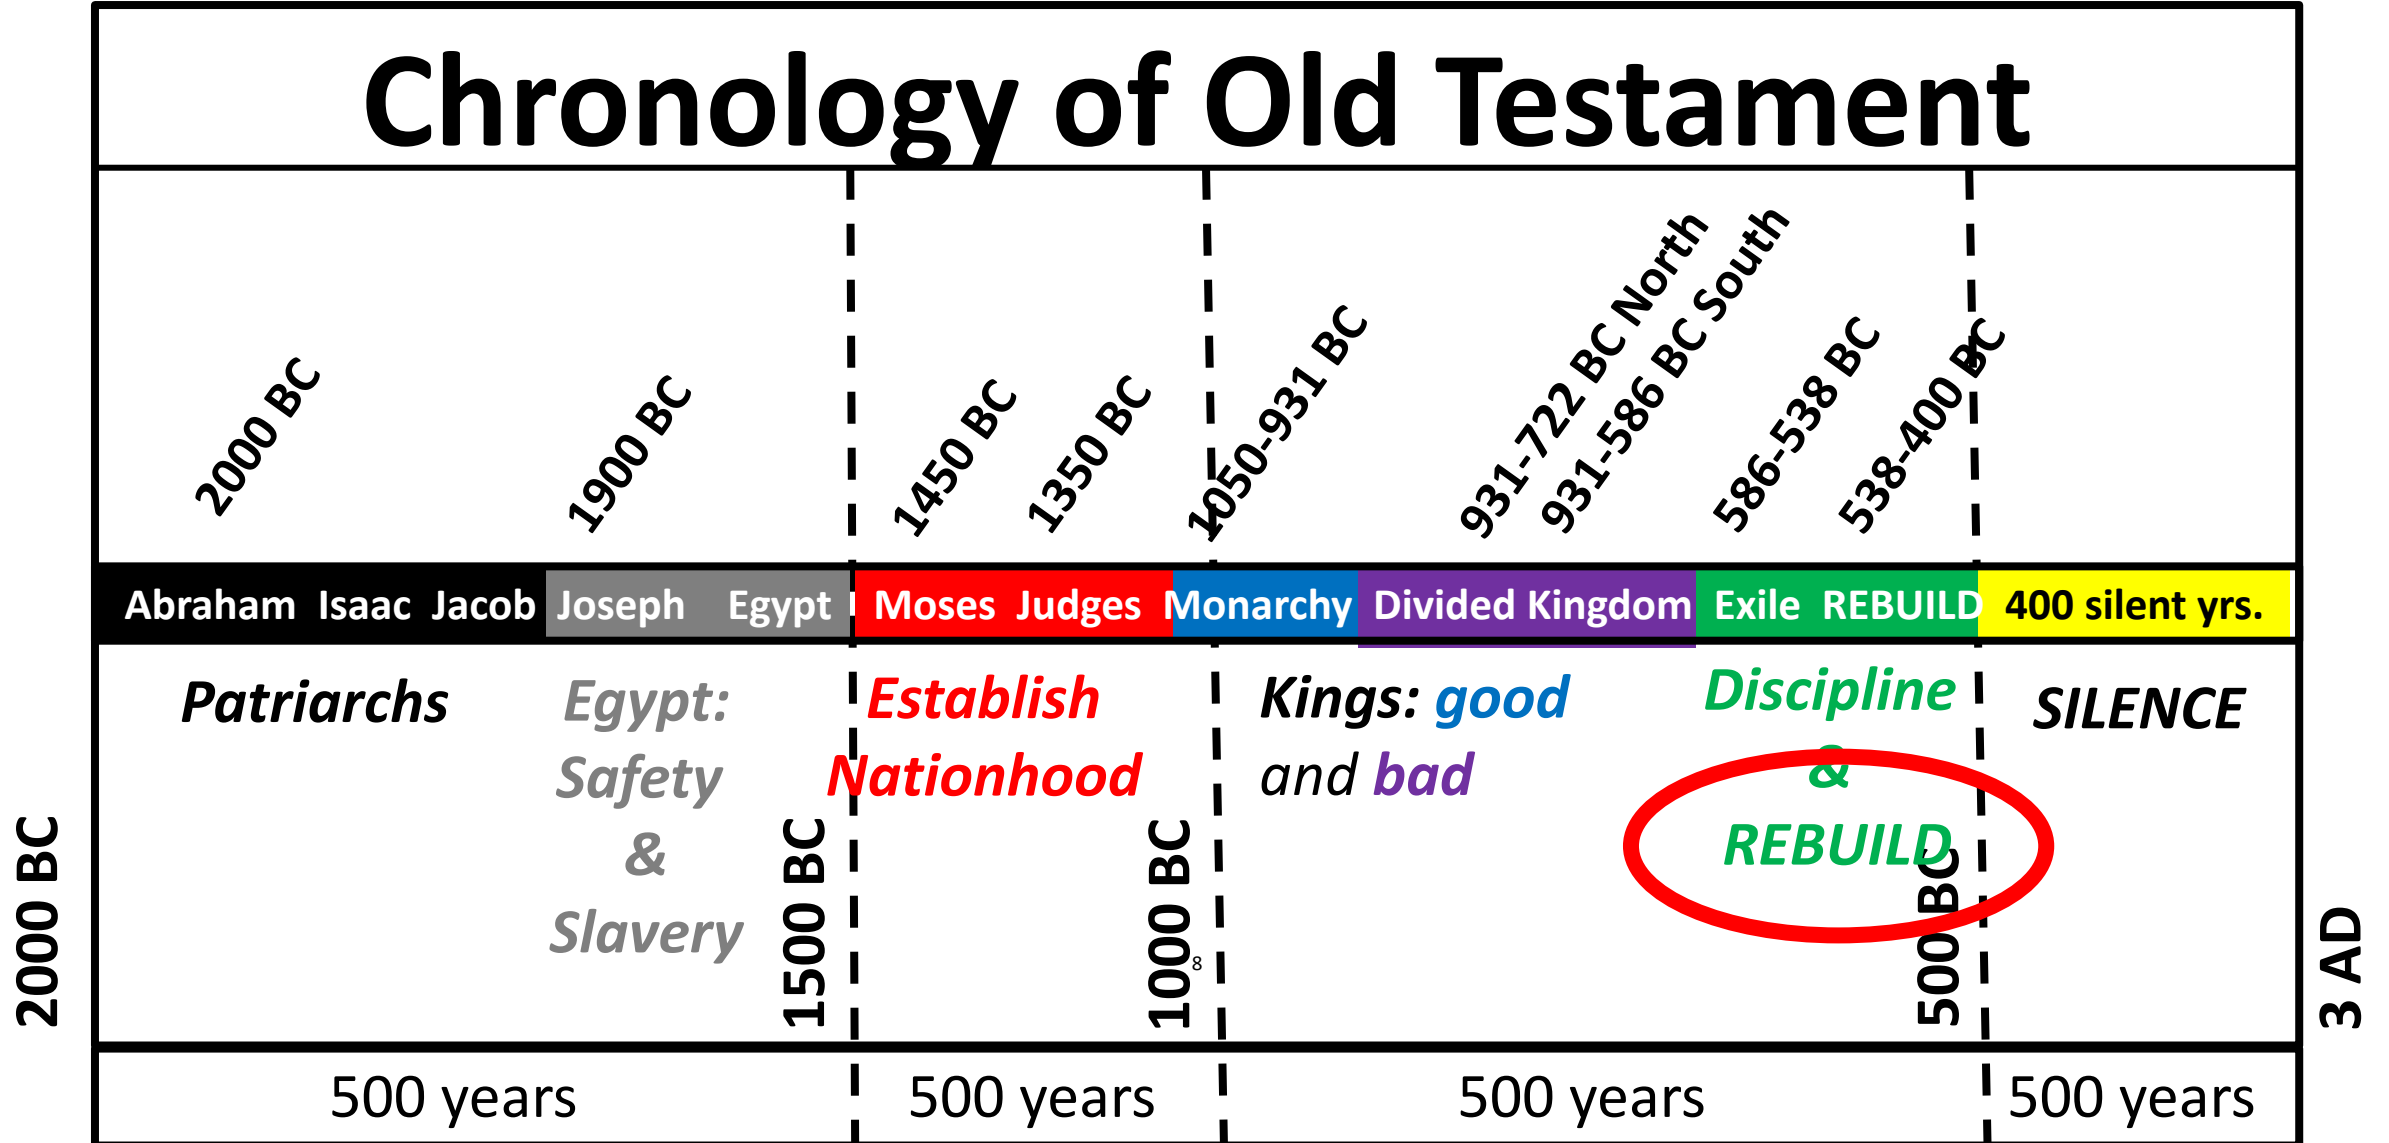 Chronology of Old Testament
2000 BC
1900 BC
1450 BC
1350 BC
1050-931 BC
931-722 BC North
931-586 BC South
586-538 BC
538-400 BC
Abraham Isaac Jacob Joseph Egypt Moses Judges Monarchy Divided Kingdom Exile REBUILD 400 silent yrs.
Patriarchs
Egypt:
Safety
&
Slavery
Establish
Nationhood
Kings: good
and bad
Discipline
&
REBUILD
SILENCE
2000 BC
1500 BC
1000 BC
8
500 BC
3 AD
500 years
500 years
500 years
500 years